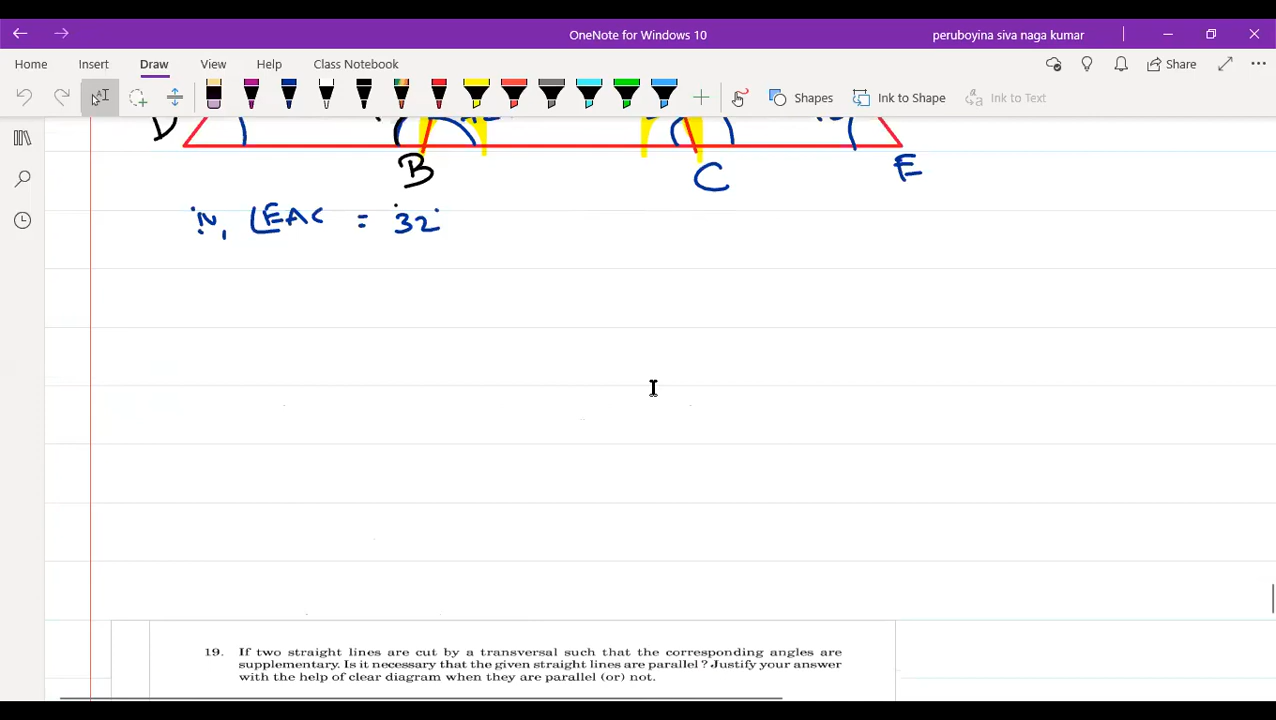 OneNote for Windows 10
peruboyina siva naga kumar
Home Insert Draw View Help Class Notebook
Share
Shapes
Ink to Shape
Ink to Text
D
B
C
E
∠EAC = 32°
19. If two straight lines are cut by a transversal such that the corresponding angles are
supplementary. Is it necessary that the given straight lines are parallel ? Justify your answer
with the help of clear diagram when they are parallel (or) not.